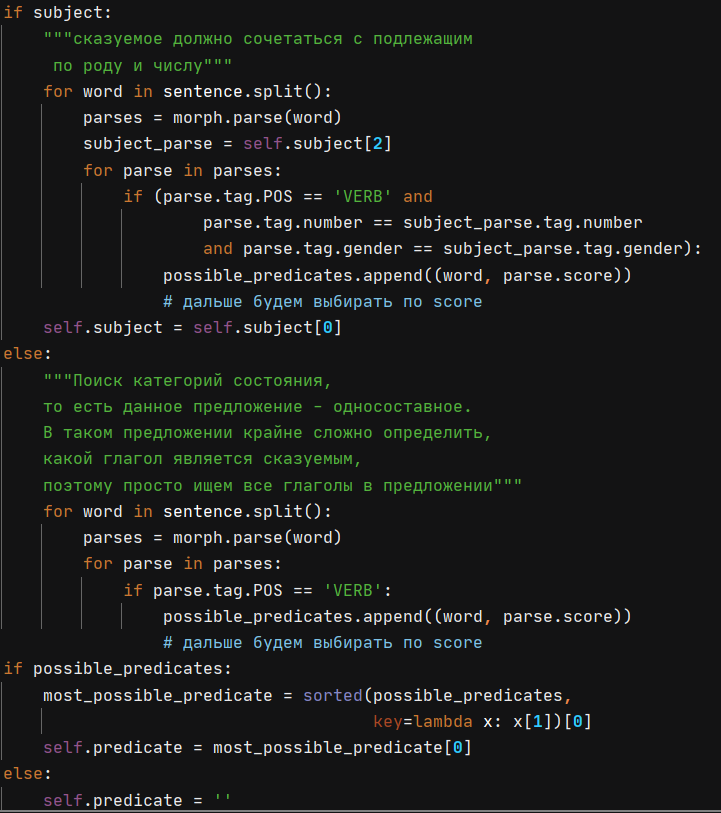 if subject:
    """сказуемое должно сочетаться с подлежащим
     по роду и числу"""
    for word in sentence.split():
        parses = morph.parse(word)
        subject_parse = self.subject[2]
        for parse in parses:
            if (parse.tag.POS == 'VERB' and
                    parse.tag.number == subject_parse.tag.number
                    and parse.tag.gender == subject_parse.tag.gender):
                possible_predicates.append((word, parse.score))
                # дальше будем выбирать по score
    self.subject = self.subject[0]
else:
    """Поиск категорий состояния,
    то есть данное предложение - односоставное.
    В таком предложении крайне сложно определить,
    какой глагол является сказуемым,
    поэтому просто ищем все глаголы в предложении"""
    for word in sentence.split():
        parses = morph.parse(word)
        for parse in parses:
            if parse.tag.POS == 'VERB':
                possible_predicates.append((word, parse.score))
                # дальше будем выбирать по score
if possible_predicates:
    most_possible_predicate = sorted(possible_predicates,
                                     key=lambda x: x[1])[0]
    self.predicate = most_possible_predicate[0]
else:
    self.predicate = ''